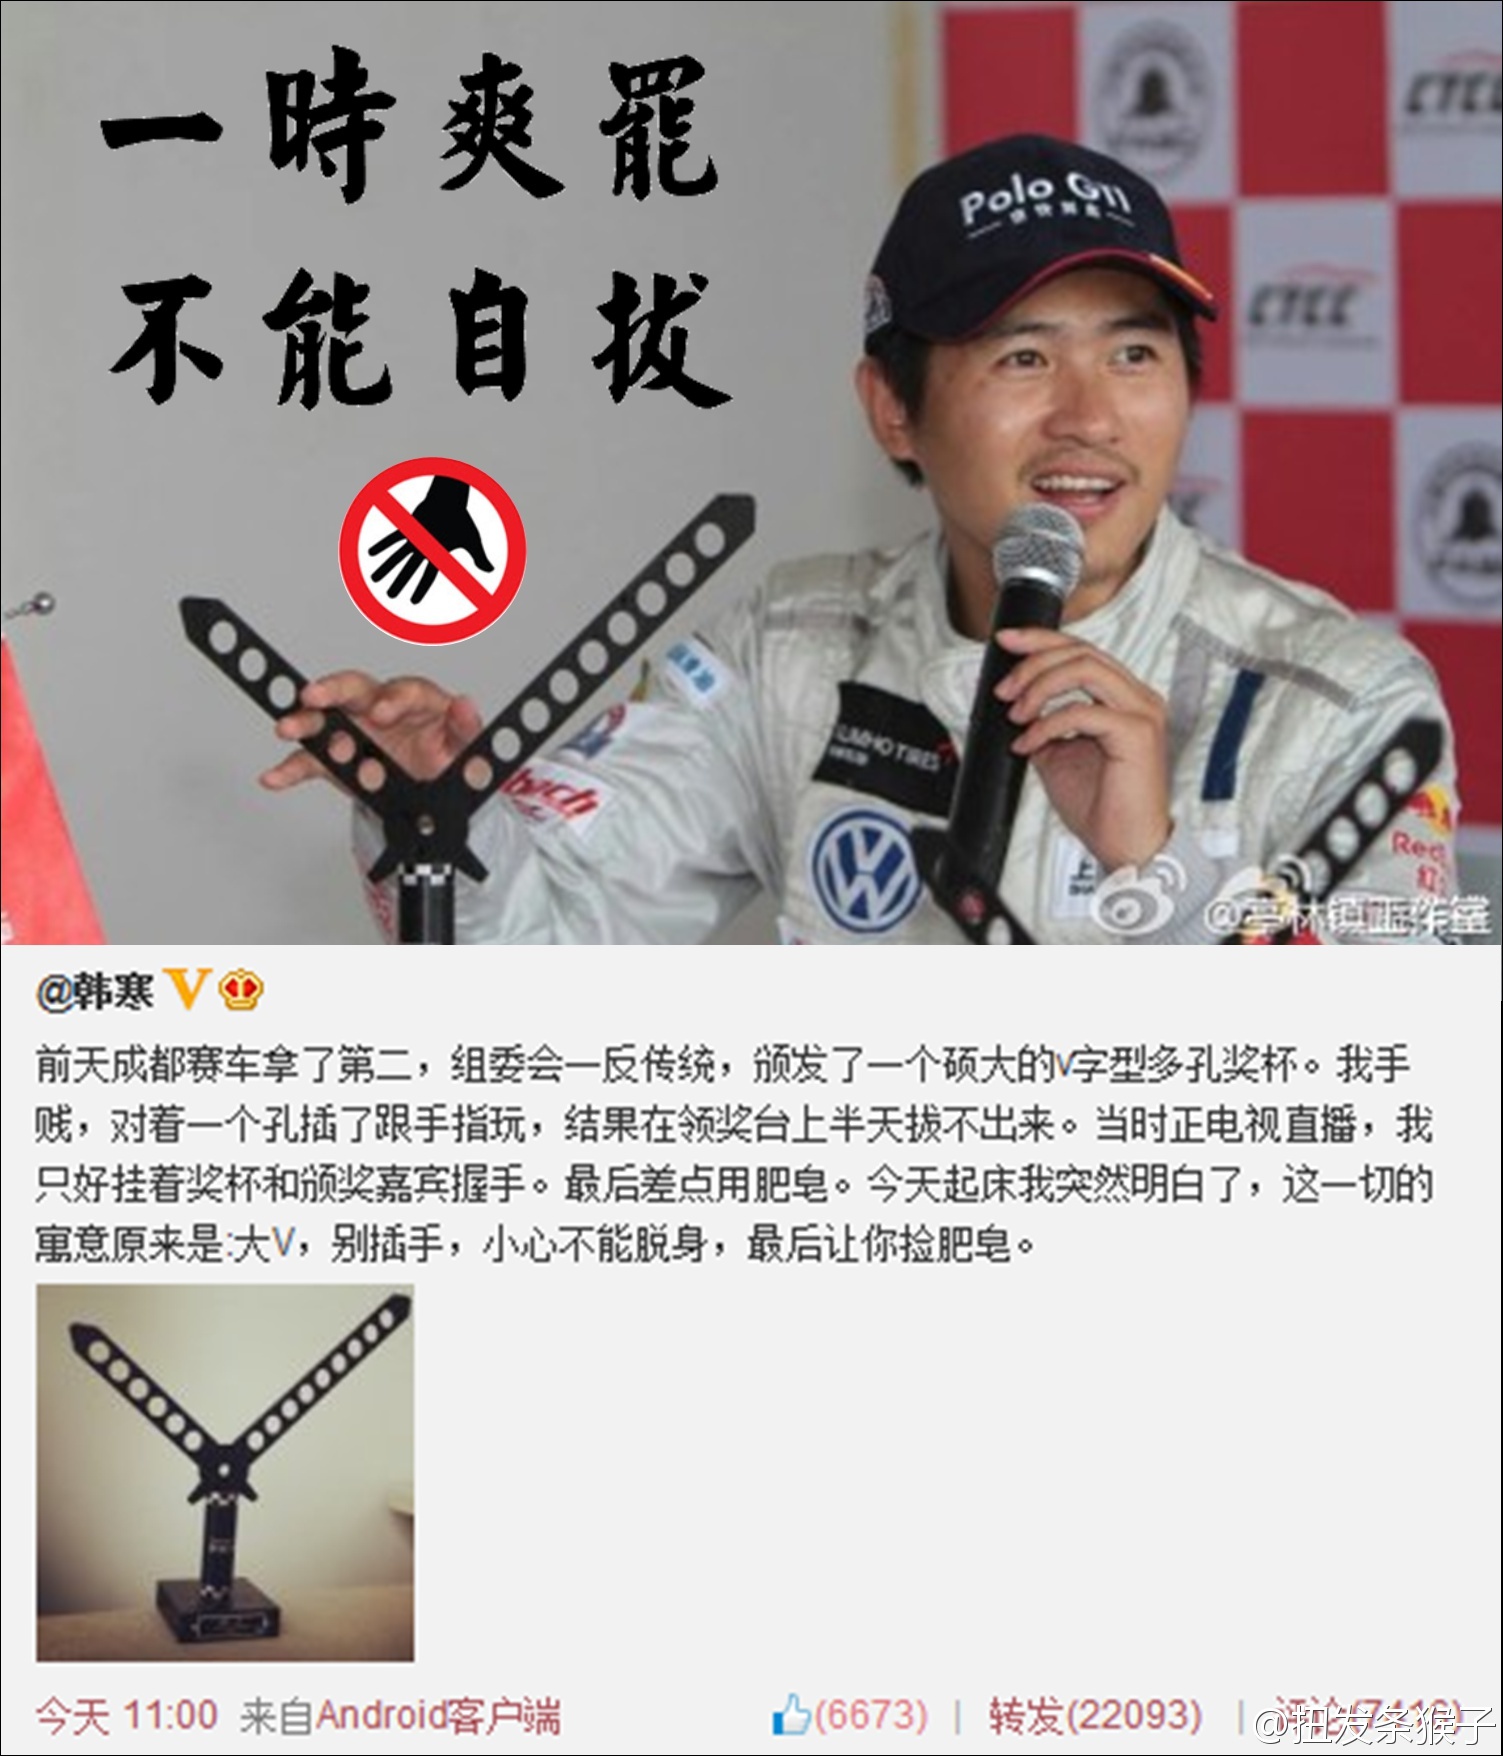 一時爽罷
不能自拔
Polo GTI
CTCC
CTCC
KUMHO TIRES
Red
@韩寒
前天成都赛车拿了第二，组委会一反传统，颁发了一个硕大的V字型多孔奖杯。我手
贱，对着一个孔插了跟手指玩，结果在领奖台上半天拔不出来。当时正电视直播，我
只好挂着奖杯和颁奖嘉宾握手。最后差点用肥皂。今天起床我突然明白了，这一切的
寓意原来是:大V，别插手，小心不能脱身，最后让你捡肥皂。
今天 11:00 来自Android客户端
(6673) | 转发(22093) | 评论(7416)
@扭发条猴子